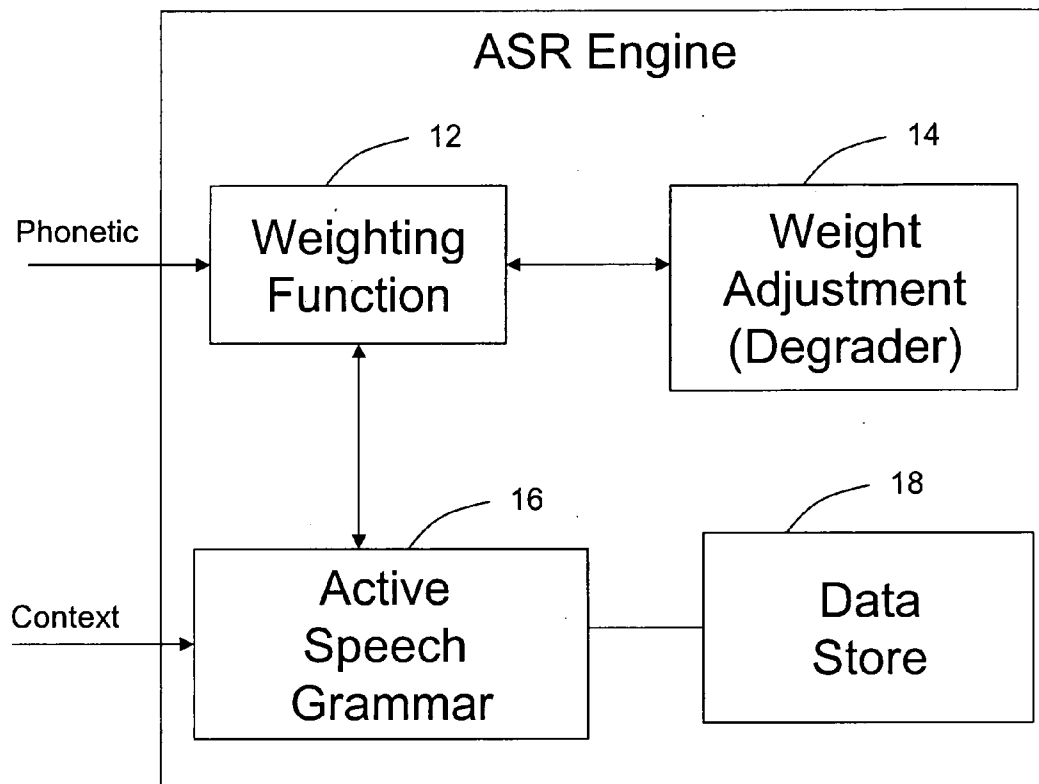 ASR Engine
12
14
Phonetic
Weighting
Function
Weight
Adjustment
(Degrader)
16
18
Context
Active
Speech
Grammar
Data
Store